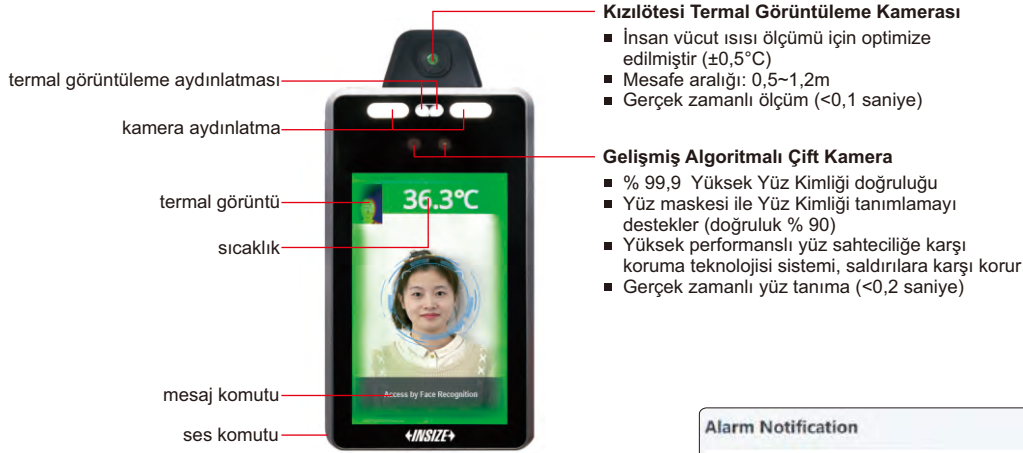 termal görüntüleme aydınlatması
kamera aydınlatma
termal görüntü
sıcaklık
mesaj komutu
ses komutu
36.3°C
Access by Face Recognition
INSIZE
Kızılötesi Termal Görüntüleme Kamerası
İnsan vücut ısısı ölçümü için optimize
edilmiştir (±0,5°C)
Mesafe aralığı: 0,5~1,2m
Gerçek zamanlı ölçüm (<0,1 saniye)
Gelişmiş Algoritmalı Çift Kamera
% 99,9 Yüksek Yüz Kimliği doğruluğu
Yüz maskesi ile Yüz Kimliği tanımlamayı
destekler (doğruluk % 90)
Yüksek performanslı yüz sahteciliğe karşı
koruma teknolojisi sistemi, saldırılara karşı korur
Gerçek zamanlı yüz tanıma (<0,2 saniye)
Alarm Notification